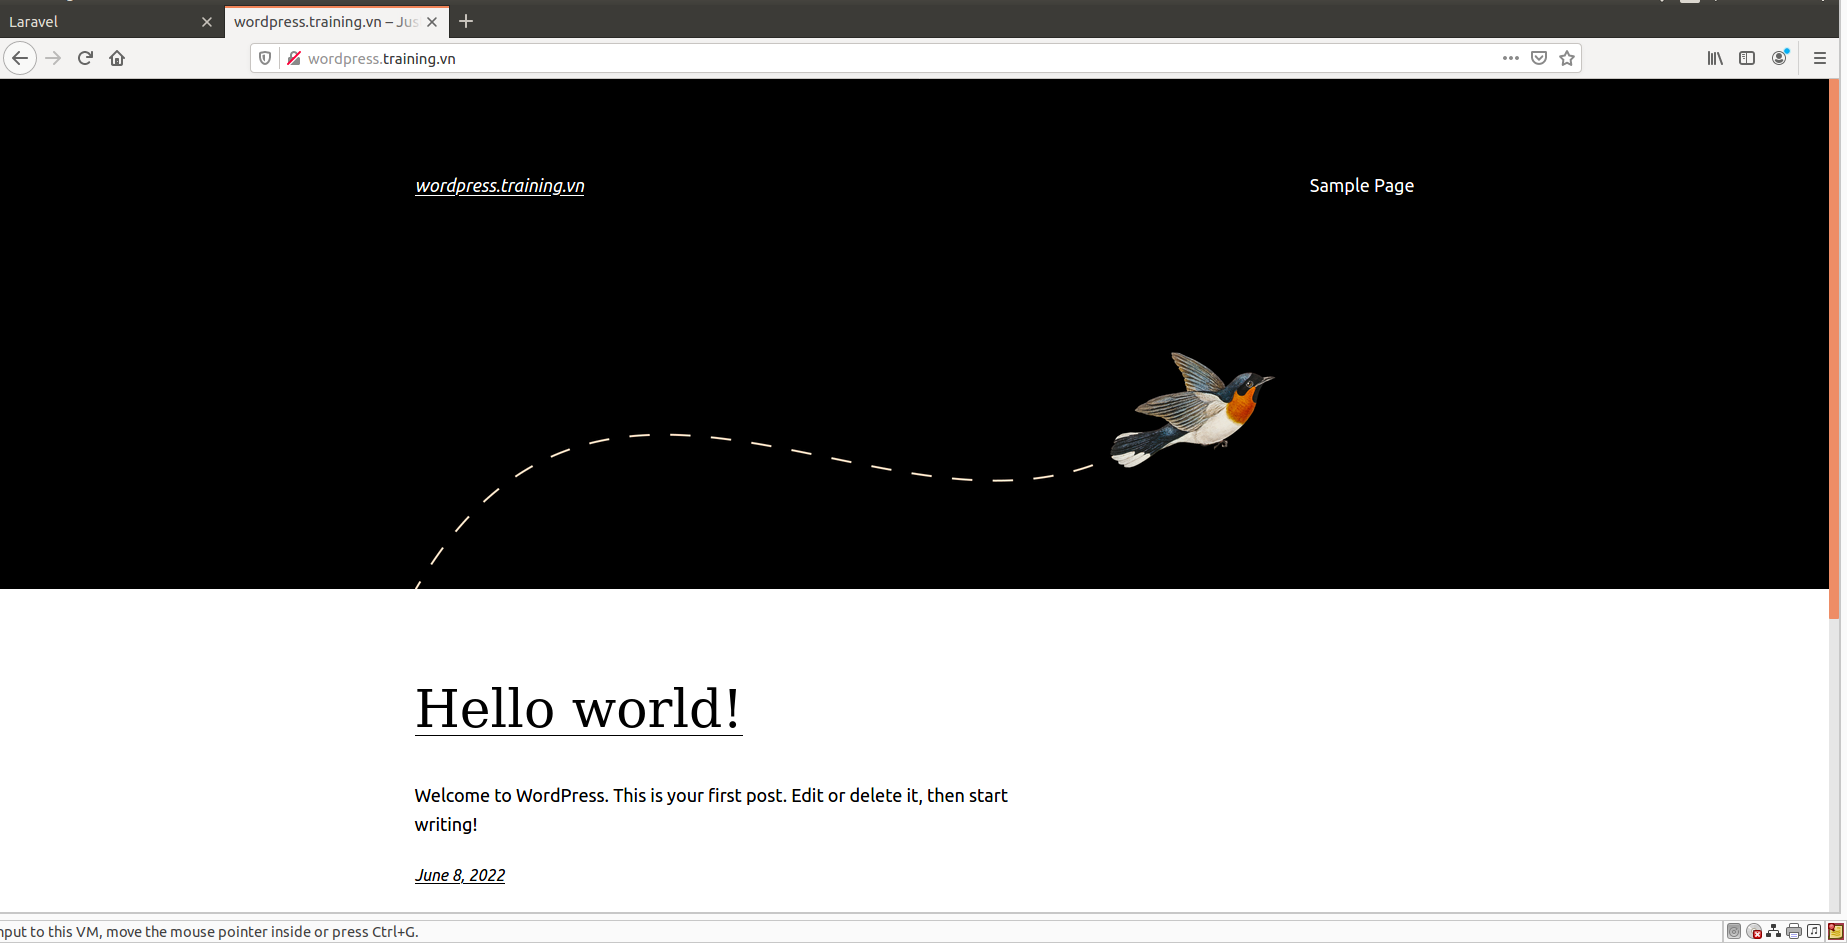 Laravel
wordpress.training.vn – Jus
wordpress.training.vn
wordpress.training.vn
Sample Page
Hello world!
Welcome to WordPress. This is your first post. Edit or delete it, then start
writing!
June 8, 2022
nput to this VM, move the mouse pointer inside or press Ctrl+G.